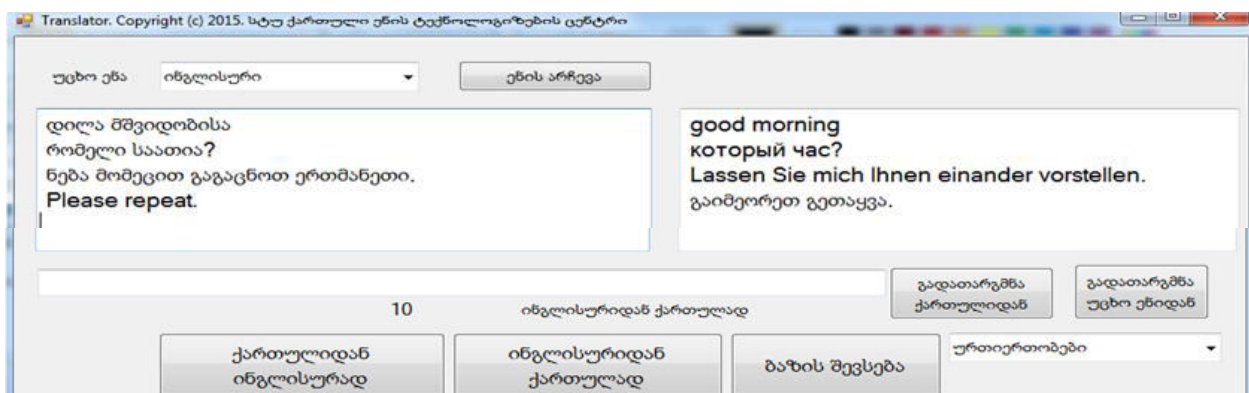 Translator. Copyright (c) 2015. სტუ ქართული ენის ტექნოლოგიზების ცენტრი
უცხო ენა ინგლისური ენის არჩევა
დილა მშვიდობისა
რომელი საათია?
ნება მომეცით გაგაცნოთ ერთმანეთი.
Please repeat.
good morning
который час?
Lassen Sie mich Ihnen einander vorstellen.
გაიმეორეთ გეთაყვა.
გადათარგმნა
ქართულიდან
გადათარგმნა
უცხო ენიდან
10 ინგლისურიდან ქართულად
ქართულიდან
ინგლისურად
ინგლისურიდან
ქართულად
ბაზის შევსება
ურთიერთობები